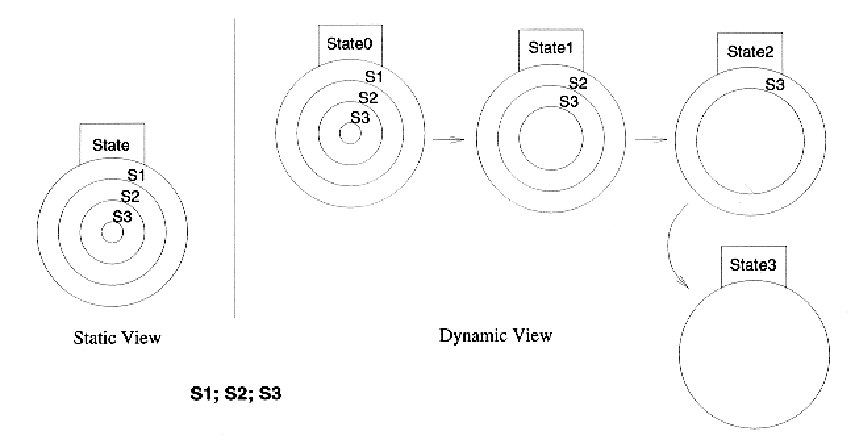 State
S1
S2
S3
Static View
State0
S1
S2
S3
State1
S2
S3
State2
S3
State3
Dynamic View
S1; S2; S3